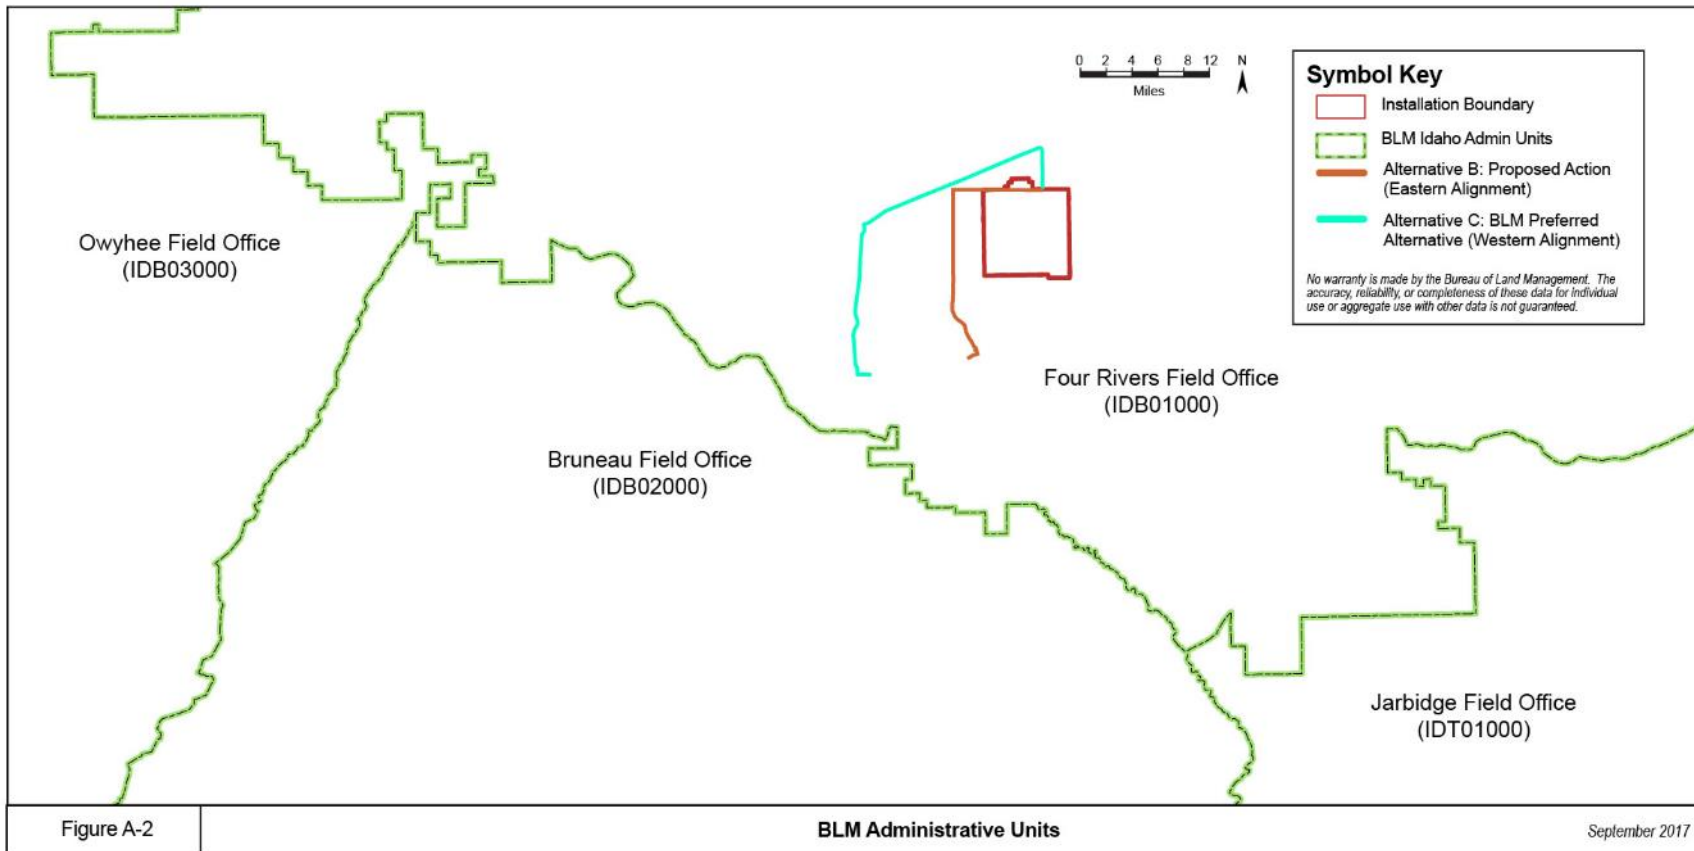 0 2 4 6 8 12 N
Miles
Symbol Key
Installation Boundary
BLM Idaho Admin Units
Alternative B: Proposed Action
(Eastern Alignment)
Alternative C: BLM Preferred
Alternative (Western Alignment)
No warranty is made by the Bureau of Land Management. The
accuracy, reliability, or completeness of these data for individual
use or aggregate use with other data is not guaranteed.
Owyhee Field Office
(IDB03000)
Four Rivers Field Office
(IDB01000)
Bruneau Field Office
(IDB02000)
Jarbidge Field Office
(IDT01000)
Figure A-2
BLM Administrative Units
September 2017